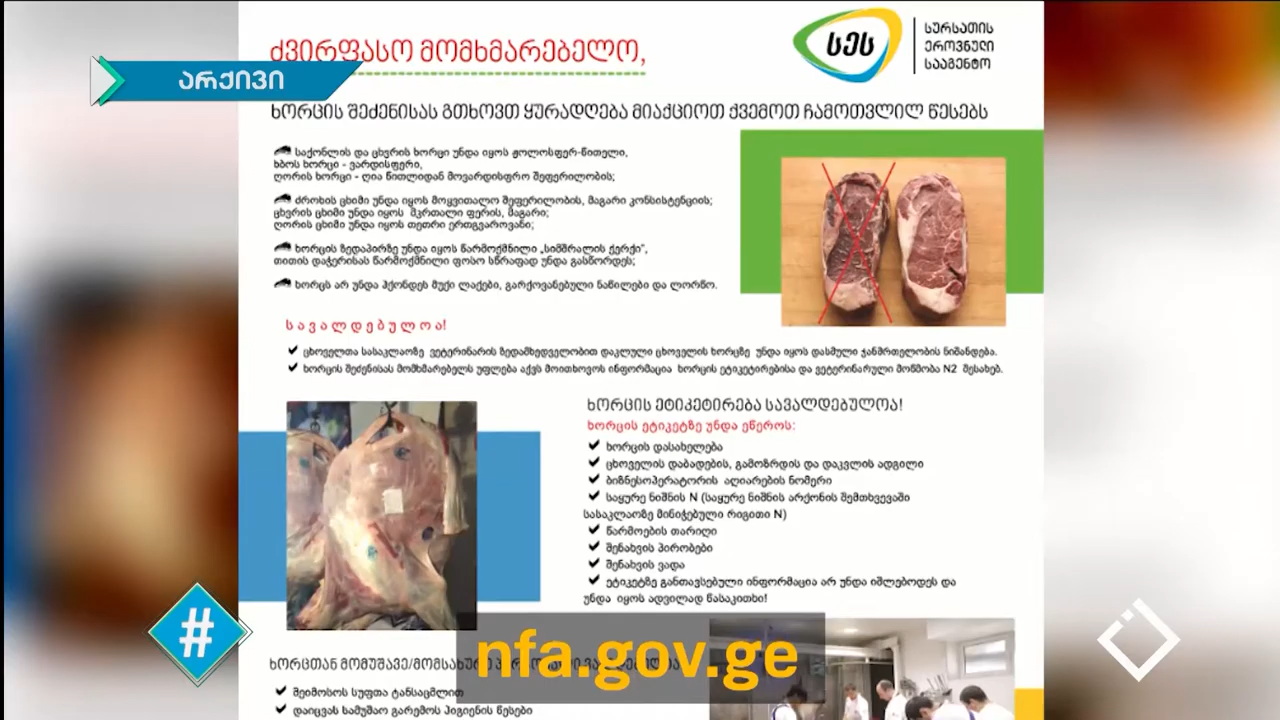 ძვირფასო მომხმარებელო,
სეს
სურსათის
ეროვნული
სააგენტო
არქივი
ხორცის შეძენისას გთხოვთ ყურადღება მიაქციოთ ქვემოთ ჩამოთვლილ წესებს
საქონლის და ცხვრის ხორცი უნდა იყოს ჟოლოსფერ-წითელი,
ხბოს ხორცი - ვარდისფერი,
ღორის ხორცი - ღია წითლიდან მოვარდისფრო შეფერილობის;
ძროხის ცხიმი უნდა იყოს მოყვითალო შეფერილობის, მაგარი კონსისტენციის;
ცხვრის ცხიმი უნდა იყოს მკრთალი ფერის, მაგარი;
ღორის ცხიმი უნდა იყოს თეთრი ერთგვაროვანი;
ხორცის ზედაპირზე უნდა იყოს წარმოქმნილი „სიმშრალის ქერქი",
თითის დაჭერისას წარმოქმნილი ფოსო სწრაფად უნდა გასწორდეს;
ხორცს არ უნდა ჰქონდეს მუქი ლაქები, გარქოვანებული ნაწილები და ლორწო.
სავალდებულოა!
✔ ცხოველთა სასაკლაოზე ვეტერინარის ზედამხედველობით დაკლული ცხოველის ხორცზე უნდა იყოს დასმული ჯანმრთელობის ნიშანდება.
✔ ხორცის შეძენისას მომხმარებელს უფლება აქვს მოითხოვოს ინფორმაცია ხორცის ეტიკეტირებისა და ვეტერინარული მოწმობა N2 შესახებ.
ხორცის ეტიკეტირება სავალდებულოა!
ხორცის ეტიკეტზე უნდა ეწეროს:
✔ ხორცის დასახელება
✔ ცხოველის დაბადების, გამოზრდის და დაკვლის ადგილი
✔ ბიზნესოპერატორის აღიარების ნომერი
✔ საყურე ნიშნის N (საყურე ნიშნის არქონის შემთხვევაში
სასაკლაოზე მინიჭებული რიგითი N)
✔ წარმოების თარიღი
✔ შენახვის პირობები
✔ შენახვის ვადა
✔ ეტიკეტზე განთავსებული ინფორმაცია არ უნდა იშლებოდეს და
უნდა იყოს ადვილად წასაკითხი!
#
nfa.gov.ge
ხორცთან მომუშავე/მომსახურე
✔ შეიმოსოს სუფთა ტანსაცმლით
✔ დაიცვას სამუშაო გარემოს ჰიგიენის წესები